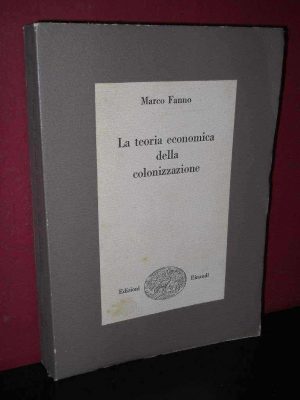 Marco Fanno
La teoria economica
della
colonizzazione
Edizioni Einaudi